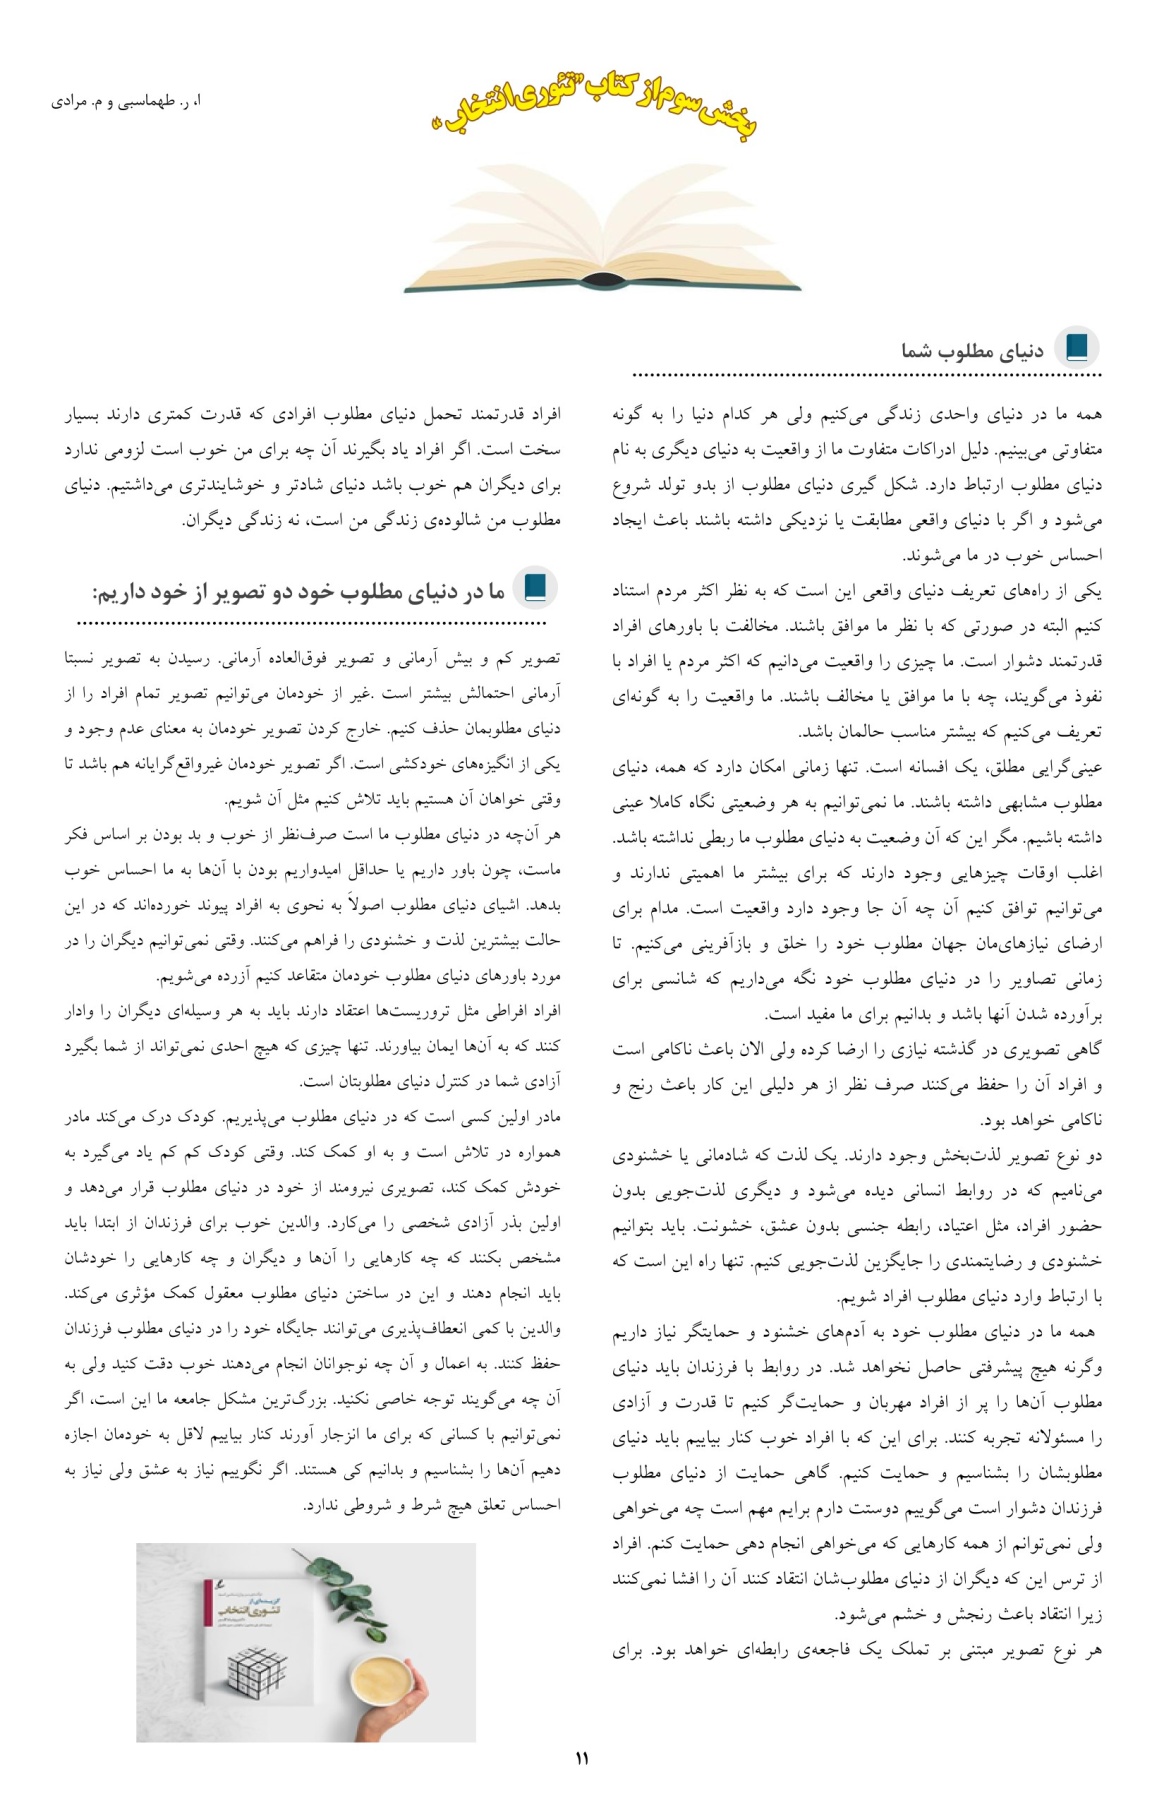 ا، ر. طهماسبی و م. مرادی
بخش سوم از کتاب "تئوری انتخاب"
دنیای مطلوب شما
همه ما در دنیای واحدی زندگی می‌کنیم ولی هر کدام دنیا را به گونه
متفاوتی می‌بینیم. دلیل ادراکات متفاوت ما از واقعیت به دنیای دیگری به نام
دنیای مطلوب ارتباط دارد. شکل گیری دنیای مطلوب از بدو تولد شروع
می‌شود و اگر با دنیای واقعی مطابقت یا نزدیکی داشته باشند باعث ایجاد
احساس خوب در ما می‌شوند.
یکی از راه‌های تعریف دنیای واقعی این است که به نظر اکثر مردم استناد
کنیم البته در صورتی که با نظر ما موافق باشند. مخالفت با باورهای افراد
قدرتمند دشوار است. ما چیزی را واقعیت می‌دانیم که اکثر مردم یا افراد با
نفوذ می‌گویند، چه با ما موافق یا مخالف باشند. ما واقعیت را به گونه‌ای
تعریف می‌کنیم که بیشتر مناسب حالمان باشد.
عینی‌گرایی مطلق، یک افسانه است. تنها زمانی امکان دارد که همه، دنیای
مطلوب مشابهی داشته باشند. ما نمی‌توانیم به هر وضعیتی نگاه کاملا عینی
داشته باشیم. مگر این که آن وضعیت به دنیای مطلوب ما ربطی نداشته باشد.
اغلب اوقات چیزهایی وجود دارند که برای بیشتر ما اهمیتی ندارند و
می‌توانیم توافق کنیم آن چه آن جا وجود دارد واقعیت است. مدام برای
ارضای نیازهای‌مان جهان مطلوب خود را خلق و بازآفرینی می‌کنیم. تا
زمانی تصاویر را در دنیای مطلوب خود نگه می‌داریم که شانسی برای
برآورده شدن آنها باشد و بدانیم برای ما مفید است.
گاهی تصویری در گذشته نیازی را ارضا کرده ولی الان باعث ناکامی است
و افراد آن را حفظ می‌کنند صرف نظر از هر دلیلی این کار باعث رنج و
ناکامی خواهد بود.
دو نوع تصویر لذت‌بخش وجود دارند. یک لذت که شادمانی یا خشنودی
می‌نامیم که در روابط انسانی دیده می‌شود و دیگری لذت‌جویی بدون
حضور افراد، مثل اعتیاد، رابطه جنسی بدون عشق، خشونت. باید بتوانیم
خشنودی و رضایتمندی را جایگزین لذت‌جویی کنیم. تنها راه این است که
با ارتباط وارد دنیای مطلوب افراد شویم.
همه ما در دنیای مطلوب خود به آدم‌های خشنود و حمایتگر نیاز داریم
وگرنه هیچ پیشرفتی حاصل نخواهد شد. در روابط با فرزندان باید دنیای
مطلوب آن‌ها را پر از افراد مهربان و حمایت‌گر کنیم تا قدرت و آزادی
را مسئولانه تجربه کنند. برای این که با افراد خوب کنار بیاییم باید دنیای
مطلوبشان را بشناسیم و حمایت کنیم. گاهی حمایت از دنیای مطلوب
فرزندان دشوار است می‌گوییم دوستت دارم برایم مهم است چه می‌خواهی
ولی نمی‌توانم از همه کارهایی که می‌خواهی انجام دهی حمایت کنم. افراد
از ترس این که دیگران از دنیای مطلوب‌شان انتقاد کنند آن را افشا نمی‌کنند
زیرا انتقاد باعث رنجش و خشم می‌شود.
هر نوع تصویر مبتنی بر تملک یک فاجعه‌ی رابطه‌ای خواهد بود. برای
افراد قدرتمند تحمل دنیای مطلوب افرادی که قدرت کمتری دارند بسیار
سخت است. اگر افراد یاد بگیرند آن چه برای من خوب است لزومی ندارد
برای دیگران هم خوب باشد دنیای شادتر و خوشایندتری می‌داشتیم. دنیای
مطلوب من شالوده‌ی زندگی من است، نه زندگی دیگران.
ما در دنیای مطلوب خود دو تصویر از خود داریم:
تصویر کم و بیش آرمانی و تصویر فوق‌العاده آرمانی. رسیدن به تصویر نسبتا
آرمانی احتمالش بیشتر است .غیر از خودمان می‌توانیم تصویر تمام افراد را از
دنیای مطلوبمان حذف کنیم. خارج کردن تصویر خودمان به معنای عدم وجود و
یکی از انگیزه‌های خودکشی است. اگر تصویر خودمان غیرواقع‌گرایانه هم باشد تا
وقتی خواهان آن هستیم باید تلاش کنیم مثل آن شویم.
هر آن‌چه در دنیای مطلوب ما است صرف‌نظر از خوب و بد بودن بر اساس فکر
ماست، چون باور داریم یا حداقل امیدواریم بودن با آن‌ها به ما احساس خوب
بدهد. اشیای دنیای مطلوب اصولاً به نحوی به افراد پیوند خورده‌اند که در این
حالت بیشترین لذت و خشنودی را فراهم می‌کنند. وقتی نمی‌توانیم دیگران را در
مورد باورهای دنیای مطلوب خودمان متقاعد کنیم آزرده می‌شویم.
افراد افراطی مثل تروریست‌ها اعتقاد دارند باید به هر وسیله‌ای دیگران را وادار
کنند که به آن‌ها ایمان بیاورند. تنها چیزی که هیچ احدی نمی‌تواند از شما بگیرد
آزادی شما در کنترل دنیای مطلوبتان است.
مادر اولین کسی است که در دنیای مطلوب می‌پذیریم. کودک درک می‌کند مادر
همواره در تلاش است و به او کمک کند. وقتی کودک کم کم یاد می‌گیرد به
خودش کمک کند، تصویری نیرومند از خود در دنیای مطلوب قرار می‌دهد و
اولین بذر آزادی شخصی را می‌کارد. والدین خوب برای فرزندان از ابتدا باید
مشخص بکنند که چه کارهایی را آن‌ها و دیگران و چه کارهایی را خودشان
باید انجام دهند و این در ساختن دنیای مطلوب معقول کمک مؤثری می‌کند.
والدین با کمی انعطاف‌پذیری می‌توانند جایگاه خود را در دنیای مطلوب فرزندان
حفظ کنند. به اعمال و آن چه نوجوانان انجام می‌دهند خوب دقت کنید ولی به
آن چه می‌گویند توجه خاصی نکنید. بزرگ‌ترین مشکل جامعه ما این است، اگر
نمی‌توانیم با کسانی که برای ما انزجار آورند کنار بیاییم لاقل به خودمان اجازه
دهیم آن‌ها را بشناسیم و بدانیم کی هستند. اگر نگوییم نیاز به عشق ولی نیاز به
احساس تعلق هیچ شرط و شروطی ندارد.
گزیده‌ای از
تئوری انتخاب
۱۱